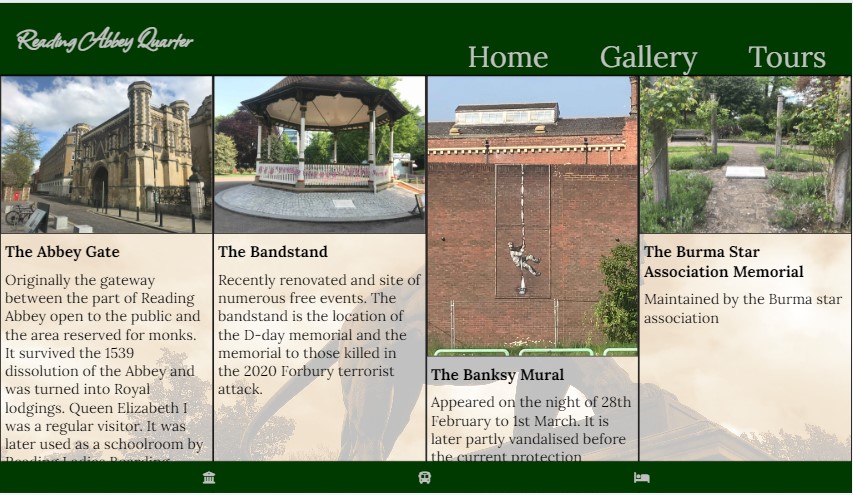 Reading Abbey Quarter
Home Gallery Tours
The Abbey Gate
Originally the gateway
between the part of Reading
Abbey open to the public and
the area reserved for monks.
It survived the 1539
dissolution of the Abbey and
was turned into Royal
lodgings. Queen Elizabeth I
was a regular visitor. It was
later used as a schoolroom by
Reading Ladies Boarding
The Bandstand
Recently renovated and site of
numerous free events. The
bandstand is the location of
the D-day memorial and the
memorial to those killed in
the 2020 Forbury terrorist
attack.
The Banksy Mural
Appeared on the night of 28th
February to 1st March. It is
later partly vandalised before
the current protection
The Burma Star
Association Memorial
Maintained by the Burma star
association